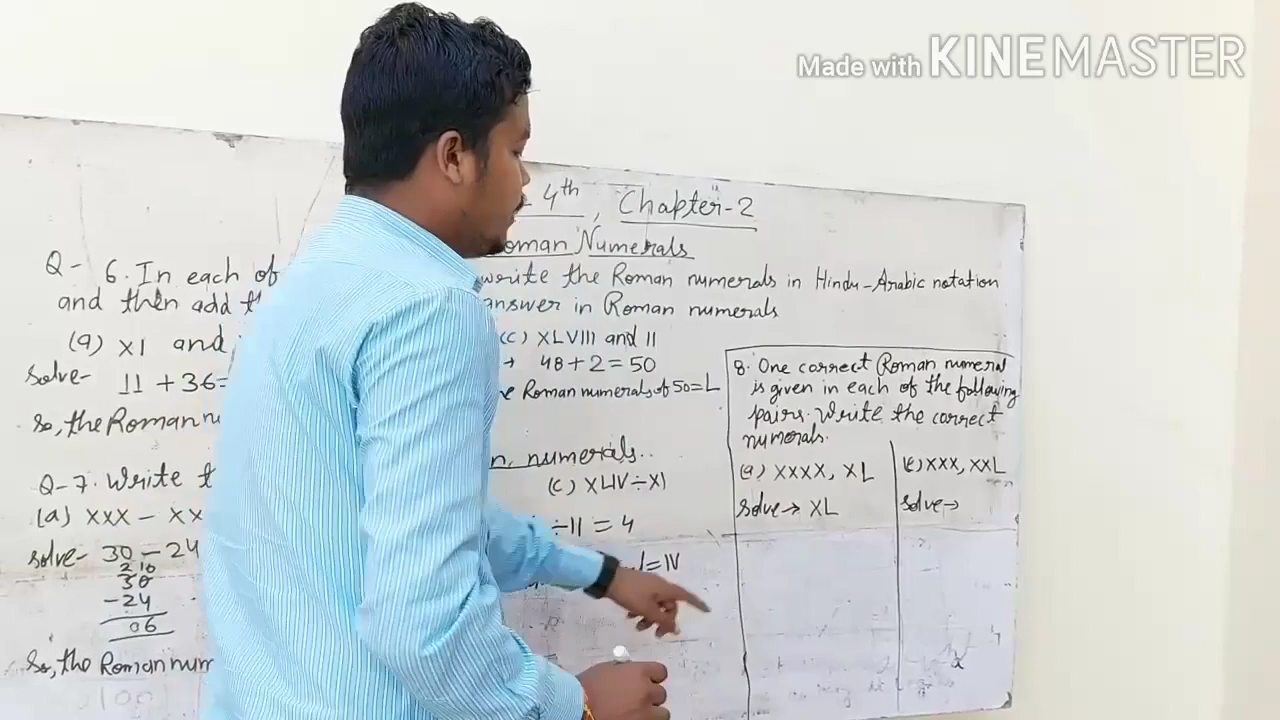 Made with KINEMASTER
4th, Chapter-2
Roman Numerals
Q- 6. In each of write the Roman numerals in Hindu-Arabic notation
and then add answer in Roman numerals
(a) XI and
(c) XLVIII and II
solve- 11 + 36=
→ 48+2=50
So, the Roman Roman numerals of 50=L
Q-7. Write numerals..
(a) XXX - XX
(c) XLIV ÷ XI
solve- 30 - 24
÷11 = 4
2 10
30
-24
06
=IV
So, the Roman num
8. One correct Roman numeral
is given in each of the following
pairs. Write the correct
numerals.
(a) XXXX, XL
solve→ XL
(c) XXX, XXL
solve→